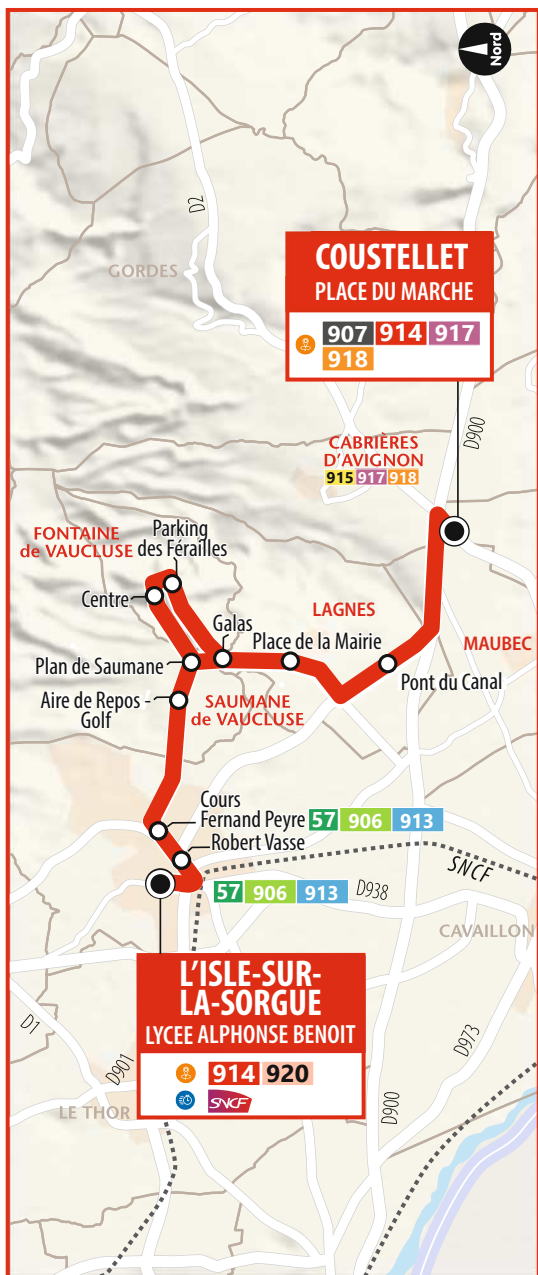 Nord
D2
GORDES
COUSTELLET
PLACE DU MARCHE
907 914 917
918
D900
CABRIÈRES
D'AVIGNON
915 917 918
FONTAINE
de VAUCLUSE
Parking
des Férailles
Centre
LAGNES
Galas
Place de la Mairie
MAUBEC
Plan de Saumane
Pont du Canal
Aire de Repos -
Golf
SAUMANE
de VAUCLUSE
Cours
Fernand Peyre 57 906 913
Robert Vasse
SNCF
57 906 913
D938
CAVAILLON
L'ISLE-SUR-
LA-SORGUE
LYCEE ALPHONSE BENOIT
914 920
SNCF
D1
D901
D973
D900
LE THOR